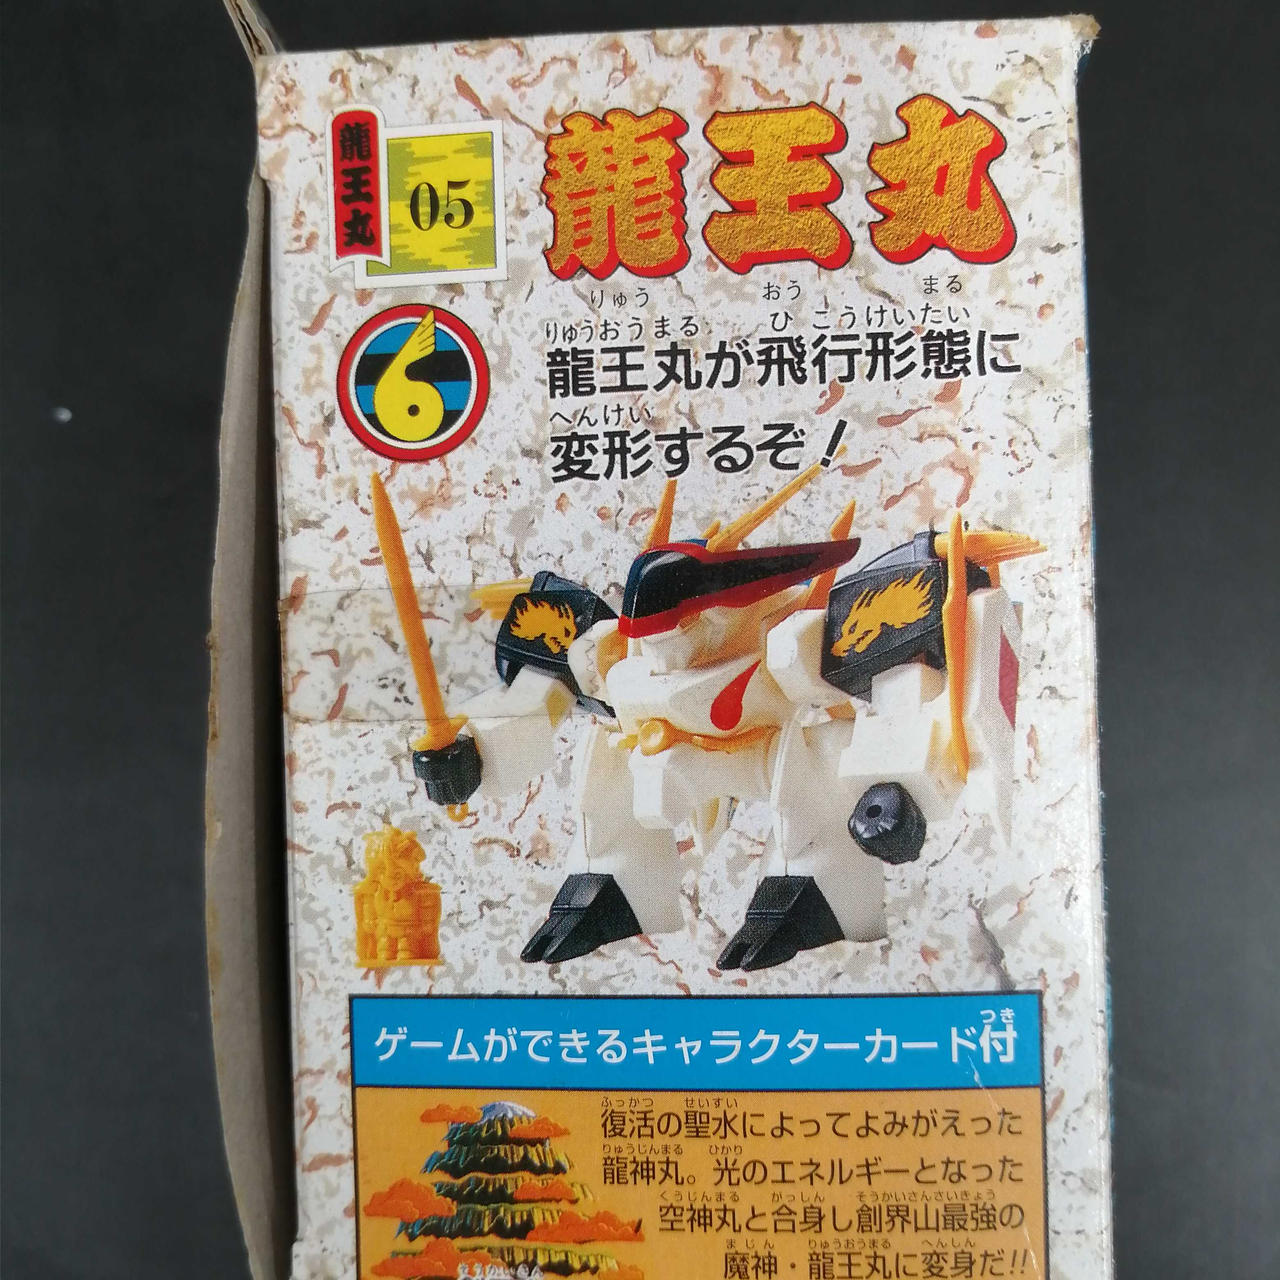 龍王丸
05
龍王丸
りゅう おう まる
りゅうおうまる ひこうけいたい
龍王丸が飛行形態に
へんけい
変形するぞ!
つき
ゲームができるキャラクターカード付
ふっかつ せいすい
復活の聖水によってよみがえった
りゅうじんまる ひかり
龍神丸。光のエネルギーとなった
くうじんまる がっしん そうかいざんさいきょう
空神丸と合身し創界山最強の
まじん りゅうおうまる へんしん
魔神・龍王丸に変身だ!!